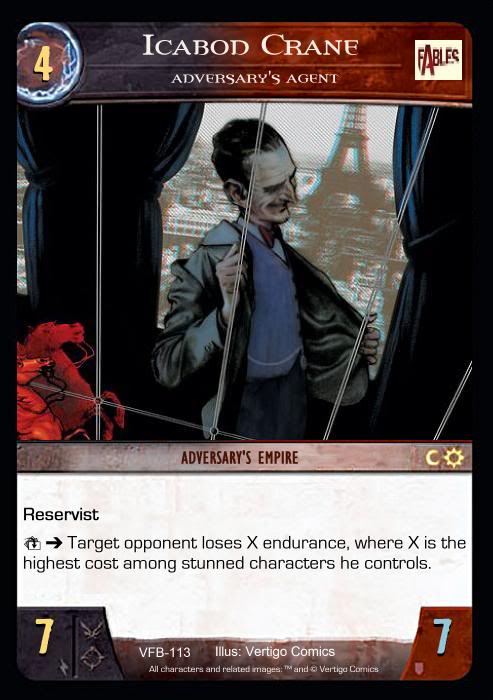 4
ICABOD CRANE
FABLES
ADVERSARY'S AGENT
ADVERSARY'S EMPIRE
Reservist
➔ Target opponent loses X endurance, where X is the
highest cost among stunned characters he controls.
7
7
VFB-113 Illus: Vertigo Comics
All characters and related images: ™ and © Vertigo Comics